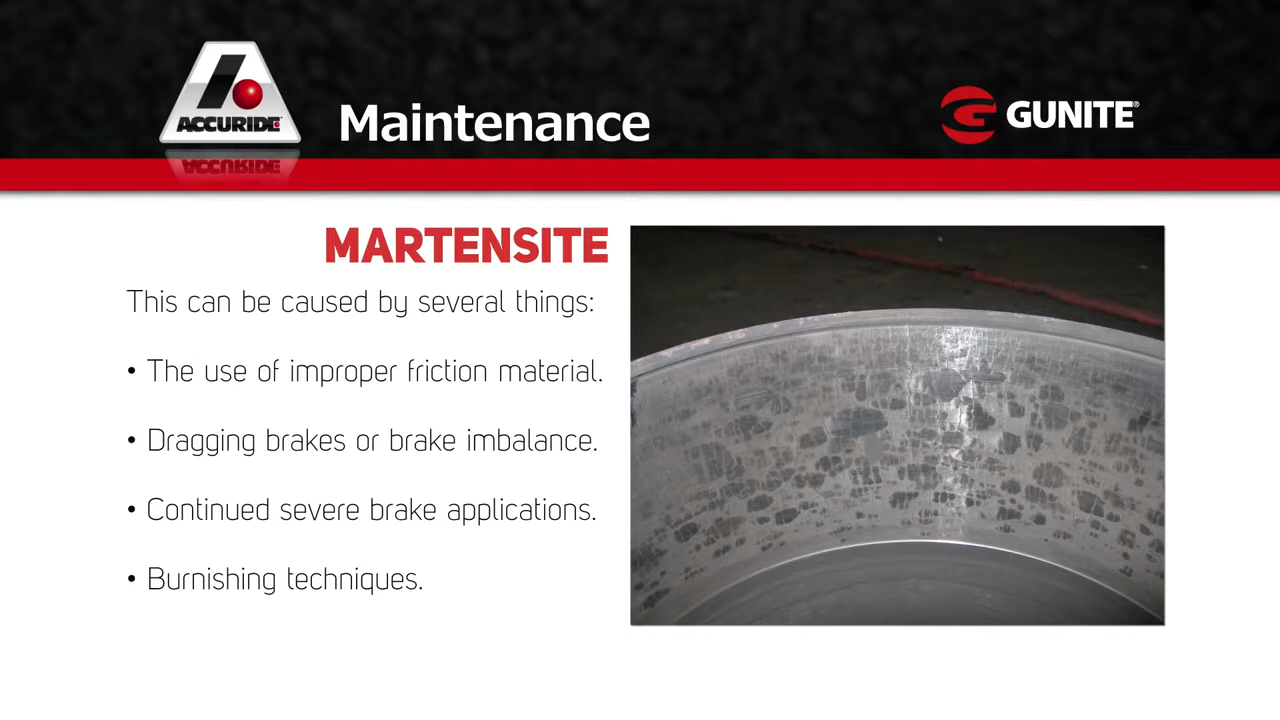 ACCURIDE
Maintenance
GUNITE®
MARTENSITE
This can be caused by several things:
• The use of improper friction material.
• Dragging brakes or brake imbalance.
• Continued severe brake applications.
• Burnishing techniques.